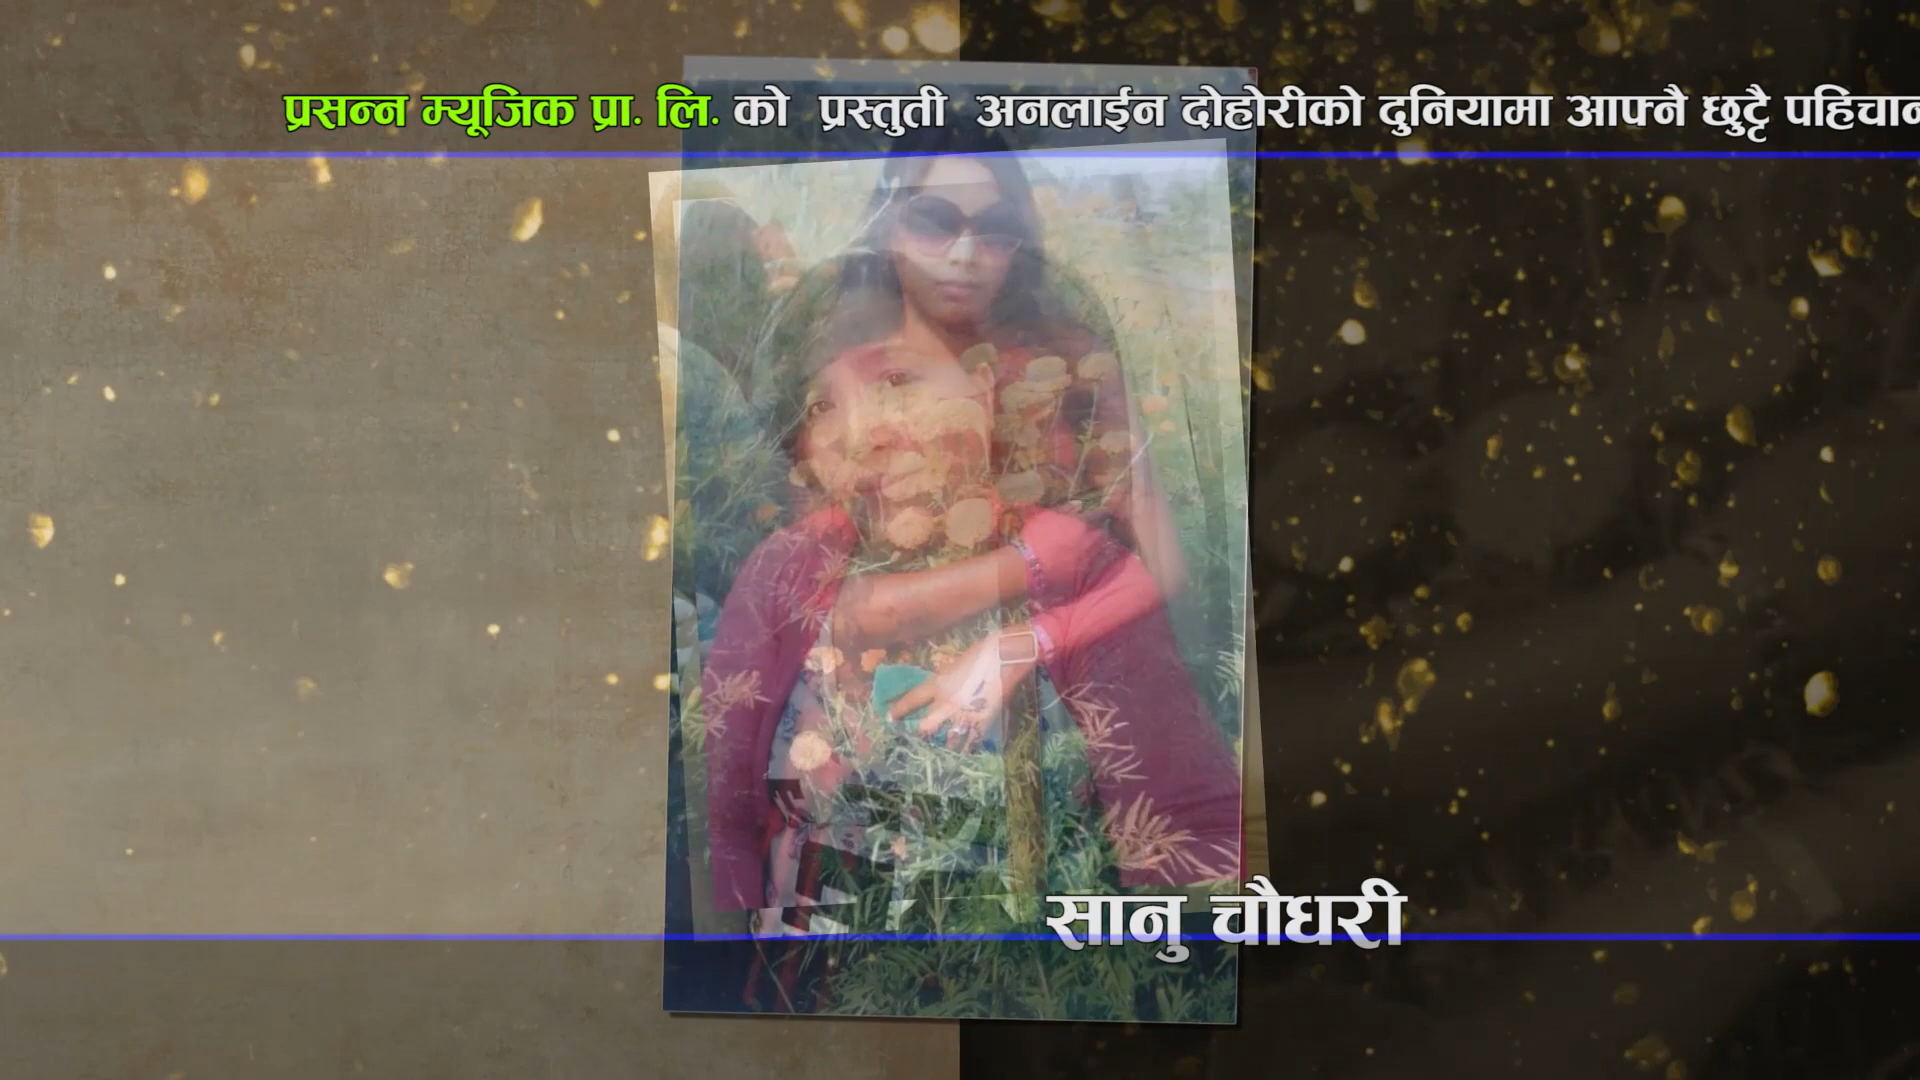 प्रसन्न म्यूजिक प्रा. लि. को प्रस्तुती अनलाईन दोहोरीको दुनियामा आफ्नै छुट्टै पहिचान
सानु चौधरी